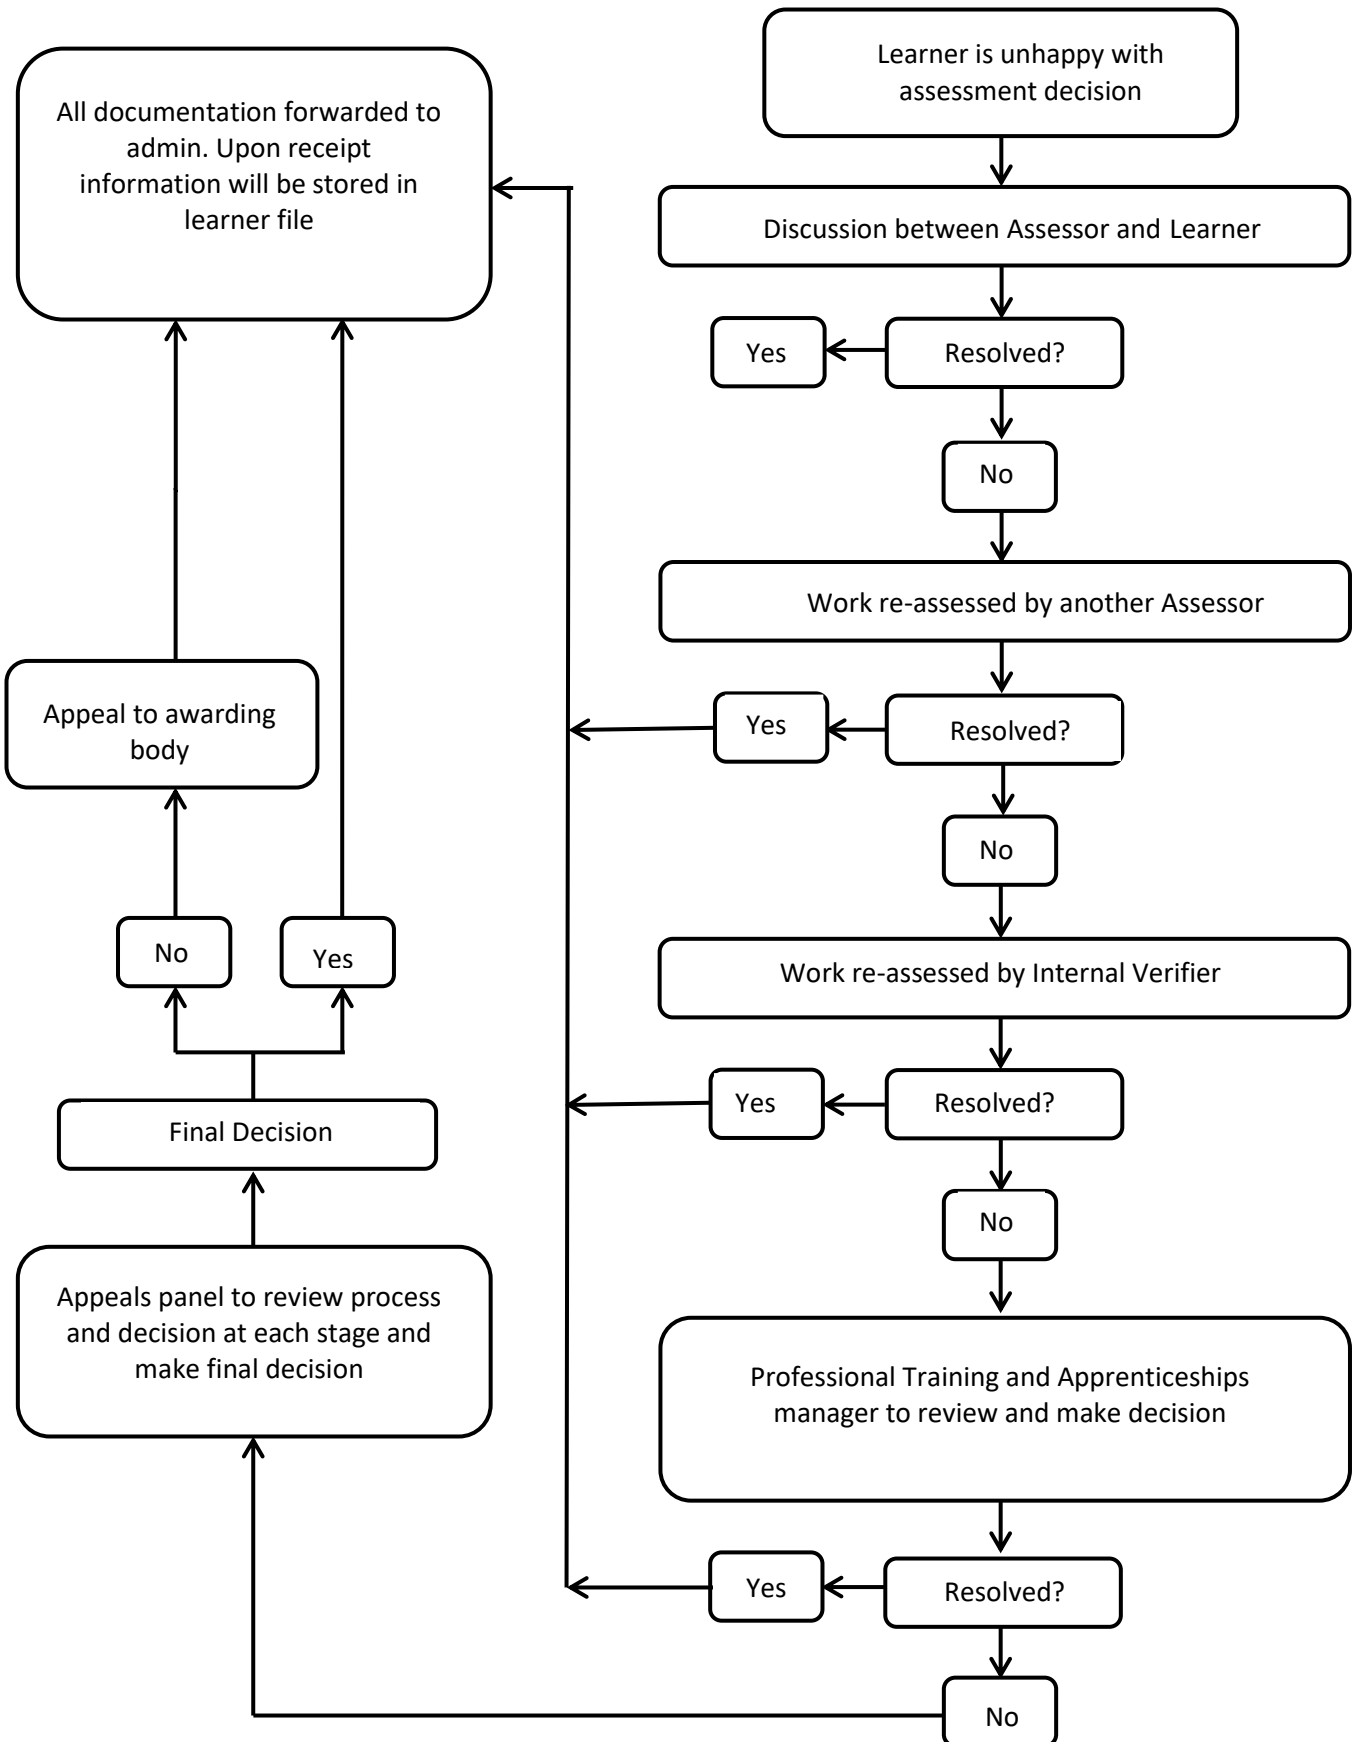 Learner is unhappy with
assessment decision
Discussion between Assessor and Learner
Resolved?
Yes
No
Work re-assessed by another Assessor
Resolved?
Yes
No
Work re-assessed by Internal Verifier
Resolved?
Yes
No
Professional Training and Apprenticeships
manager to review and make decision
Resolved?
Yes
No
Appeals panel to review process
and decision at each stage and
make final decision
Final Decision
No
Yes
Appeal to awarding
body
All documentation forwarded to
admin. Upon receipt
information will be stored in
learner file